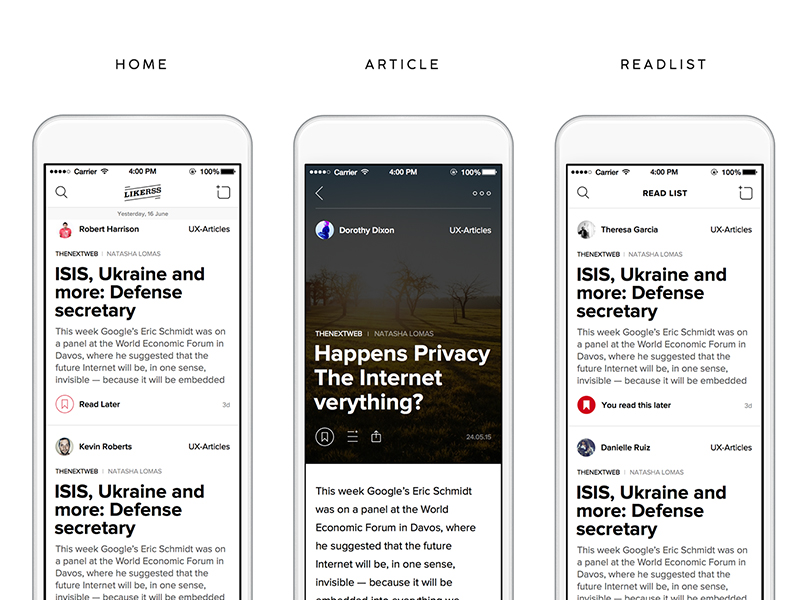 HOME
ARTICLE
READLIST
Carrier
4:00 PM
100%
LIKERSS
Yesterday, 16 June
Robert Harrison
UX-Articles
THENEXTWEB | NATASHA LOMAS
ISIS, Ukraine and
more: Defense
secretary
This week Google's Eric Schmidt was on
a panel at the World Economic Forum in
Davos, where he suggested that the
future Internet will be, in one sense,
invisible — because it will be embedded
Read Later
3d
Kevin Roberts
UX-Articles
THENEXTWEB | NATASHA LOMAS
ISIS, Ukraine and
more: Defense
secretary
This week Google's Eric Schmidt was on
a panel at the World Economic Forum in
Davos, where he suggested that the
future Internet will be, in one sense,
invisible — because it will be embedded
Carrier
4:00 PM
100%
Dorothy Dixon
UX-Articles
THENEXTWEB | NATASHA LOMAS
Happens Privacy
The Internet
verything?
24.05.15
This week Google's Eric Schmidt
was on a panel at the World
Economic Forum in Davos, where
he suggested that the future
Internet will be, in one sense,
invisible — because it will be
embedded into everything we
Carrier
4:00 PM
100%
READ LIST
Theresa Garcia
UX-Articles
THENEXTWEB | NATASHA LOMAS
ISIS, Ukraine and
more: Defense
secretary
This week Google's Eric Schmidt was on
a panel at the World Economic Forum in
Davos, where he suggested that the
future Internet will be, in one sense,
invisible — because it will be embedded
You read this later
3d
Danielle Ruiz
UX-Articles
THENEXTWEB | NATASHA LOMAS
ISIS, Ukraine and
more: Defense
secretary
This week Google's Eric Schmidt was on
a panel at the World Economic Forum in
Davos, where he suggested that the
future Internet will be, in one sense,
invisible — because it will be embedded